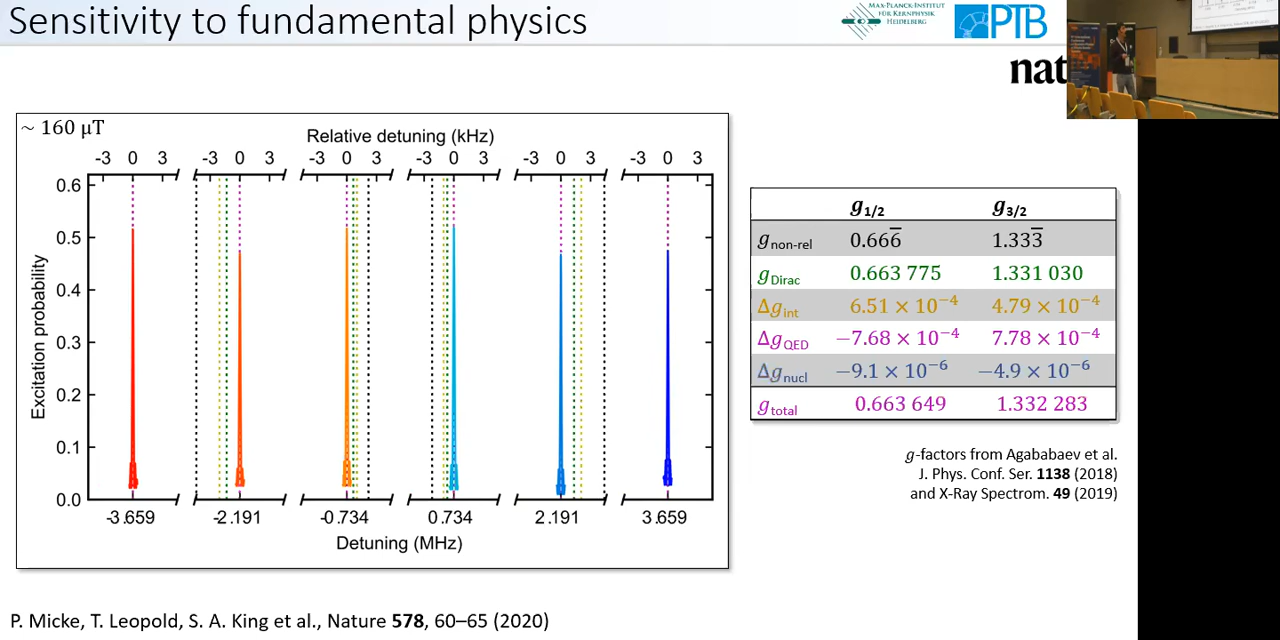 Sensitivity to fundamental physics
MAX-PLANCK-INSTITUT
FÜR KERNPHYSIK
HEIDELBERG
PTB
nat
~ 160 μT
Relative detuning (kHz)
-3 0 3 -3 0 3 -3 0 3 -3 0 3 -3 0 3 -3 0 3
0.6
0.5
0.4
0.3
0.2
0.1
0.0
Excitation probability
-3.659 -2.191 -0.734 0.734 2.191 3.659
Detuning (MHz)
g₁/₂ g₃/₂
g_non-rel 0.666̅ 1.333̅
g_Dirac 0.663 775 1.331 030
Δg_int 6.51 × 10⁻⁴ 4.79 × 10⁻⁴
Δg_QED −7.68 × 10⁻⁴ 7.78 × 10⁻⁴
Δg_nucl −9.1 × 10⁻⁶ −4.9 × 10⁻⁶
g_total 0.663 649 1.332 283
g-factors from Agababaev et al.
J. Phys. Conf. Ser. 1138 (2018)
and X-Ray Spectrom. 49 (2019)
P. Micke, T. Leopold, S. A. King et al., Nature 578, 60–65 (2020)